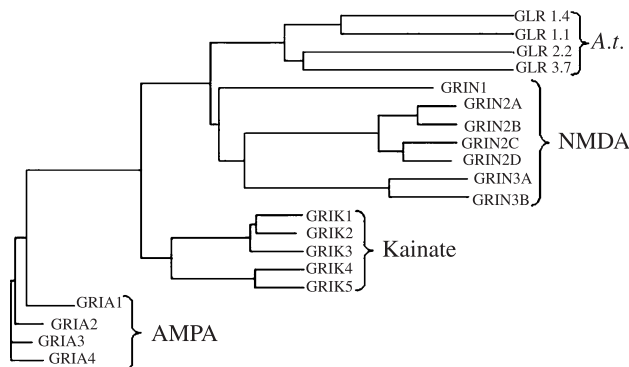 GLR 1.4
GLR 1.1
A.t.
GLR 2.2
GLR 3.7
GRIN1
GRIN2A
GRIN2B
NMDA
GRIN2C
GRIN2D
GRIN3A
GRIN3B
GRIK1
GRIK2
Kainate
GRIK3
GRIK4
GRIK5
GRIA1
GRIA2
AMPA
GRIA3
GRIA4